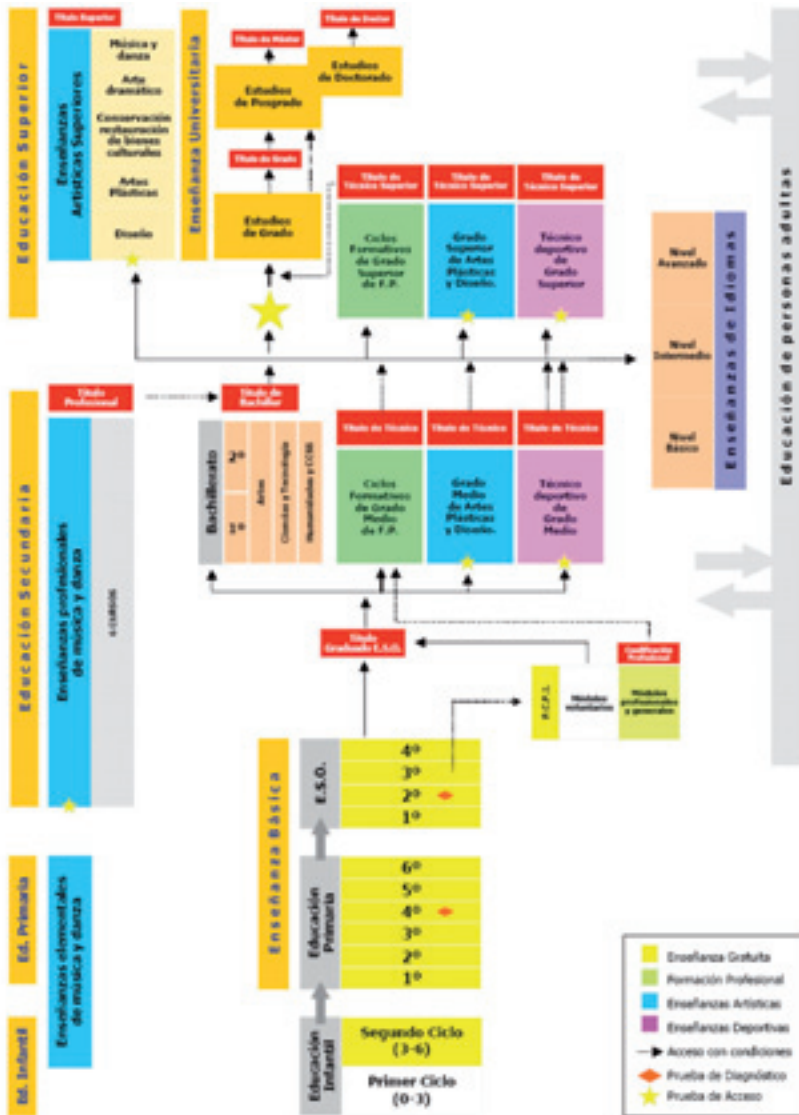 Educación Superior
Título Superior
Enseñanzas
Artísticas Superiores
Música y
danza
Arte
dramático
Conservación
restauración
de bienes
culturales
Artes
Plásticas
Diseño
Enseñanza Universitaria
Título de Máster
Título de Doctor
Estudios
de Posgrado
Estudios
de Doctorado
Título de Grado
Estudios
de Grado
Título de
Técnico Superior
Título de
Técnico Superior
Título de
Técnico Superior
Ciclos
Formativos
de Grado
Superior
de F.P.
Grado
Superior
de Artes
Plásticas
y Diseño.
Técnico
deportivo
de
Grado
Superior
Nivel
Avanzado
Nivel
Intermedio
Nivel
Básico
Enseñanzas de Idiomas
Educación de personas adultas
Educación Secundaria
Título
Profesional
Enseñanzas profesionales
de música y danza
6 CURSOS
Título de
Bachiller
Bachillerato
2º
1º
Artes
Ciencias y Tecnología
Humanidades y CCSS
Título de Técnico
Título de Técnico
Título de Técnico
Ciclos
Formativos
de Grado
Medio
de F.P.
Grado
Medio
de Artes
Plásticas
y Diseño.
Técnico
deportivo
de Grado
Medio
Título
Graduado E.S.O.
Cualificación
Profesional
P.C.P.I.
Módulos
voluntarios
Módulos
profesionales
y generales
Enseñanza Básica
E.S.O.
4º
3º
2º
1º
Ed. Primaria
Enseñanzas elementales
de música y danza
Educación
Primaria
6º
5º
4º
3º
2º
1º
Ed. Infantil
Educación
Infantil
Segundo Ciclo
(3-6)
Primer Ciclo
(0-3)
Enseñanza Gratuita
Formación Profesional
Enseñanzas Artísticas
Enseñanzas Deportivas
Acceso con condiciones
Prueba de Diagnóstico
Prueba de Acceso